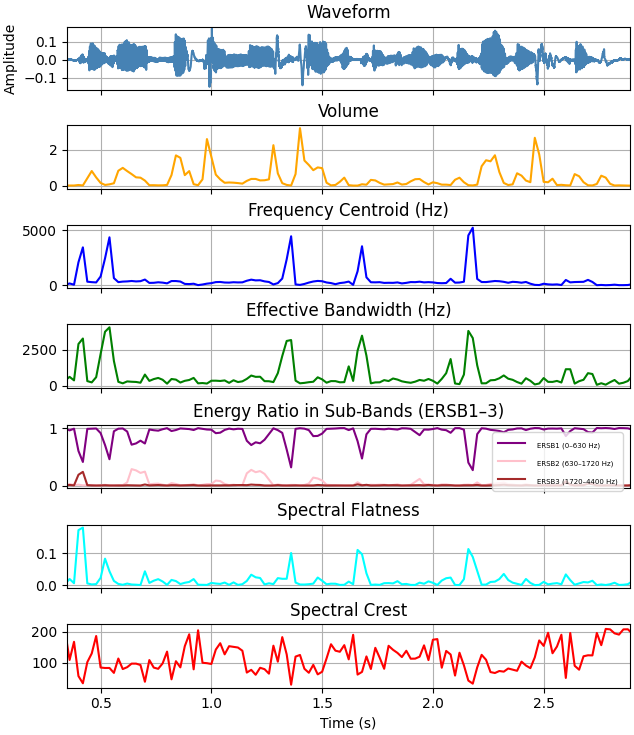 Waveform
Amplitude
0.1
0.0
−0.1
Volume
2
0
Frequency Centroid (Hz)
5000
0
Effective Bandwidth (Hz)
2500
0
Energy Ratio in Sub-Bands (ERSB1–3)
1
0
ERSB1 (0–630 Hz)
ERSB2 (630–1720 Hz)
ERSB3 (1720–4400 Hz)
Spectral Flatness
0.1
0.0
Spectral Crest
200
100
0.5 1.0 1.5 2.0 2.5
Time (s)